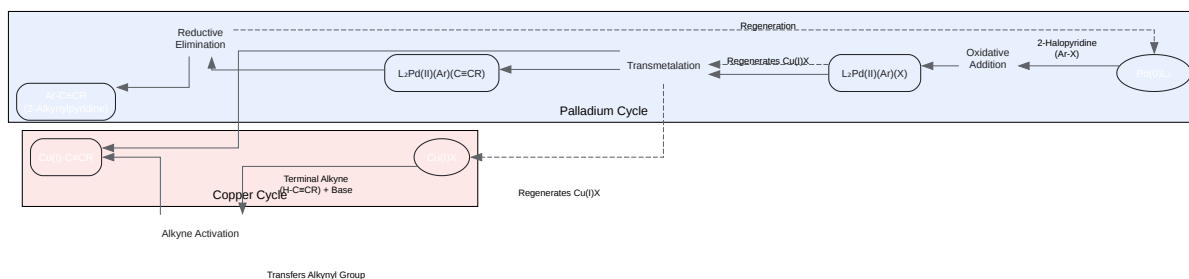 Regeneration
Reductive
Elimination
2-Halopyridine
(Ar-X)
Oxidative
Addition
Regenerates Cu(I)X
Transmetalation
L₂Pd(II)(Ar)(C≡CR)
L₂Pd(II)(Ar)(X)
Pd(0)L₂
Ar-C≡CR
(2-Alkynylpyridine)
Palladium Cycle
Cu(I)-C≡CR
Cu(I)X
Terminal Alkyne
(H-C≡CR) + Base
Copper Cycle
Regenerates Cu(I)X
Alkyne Activation
Transfers Alkynyl Group